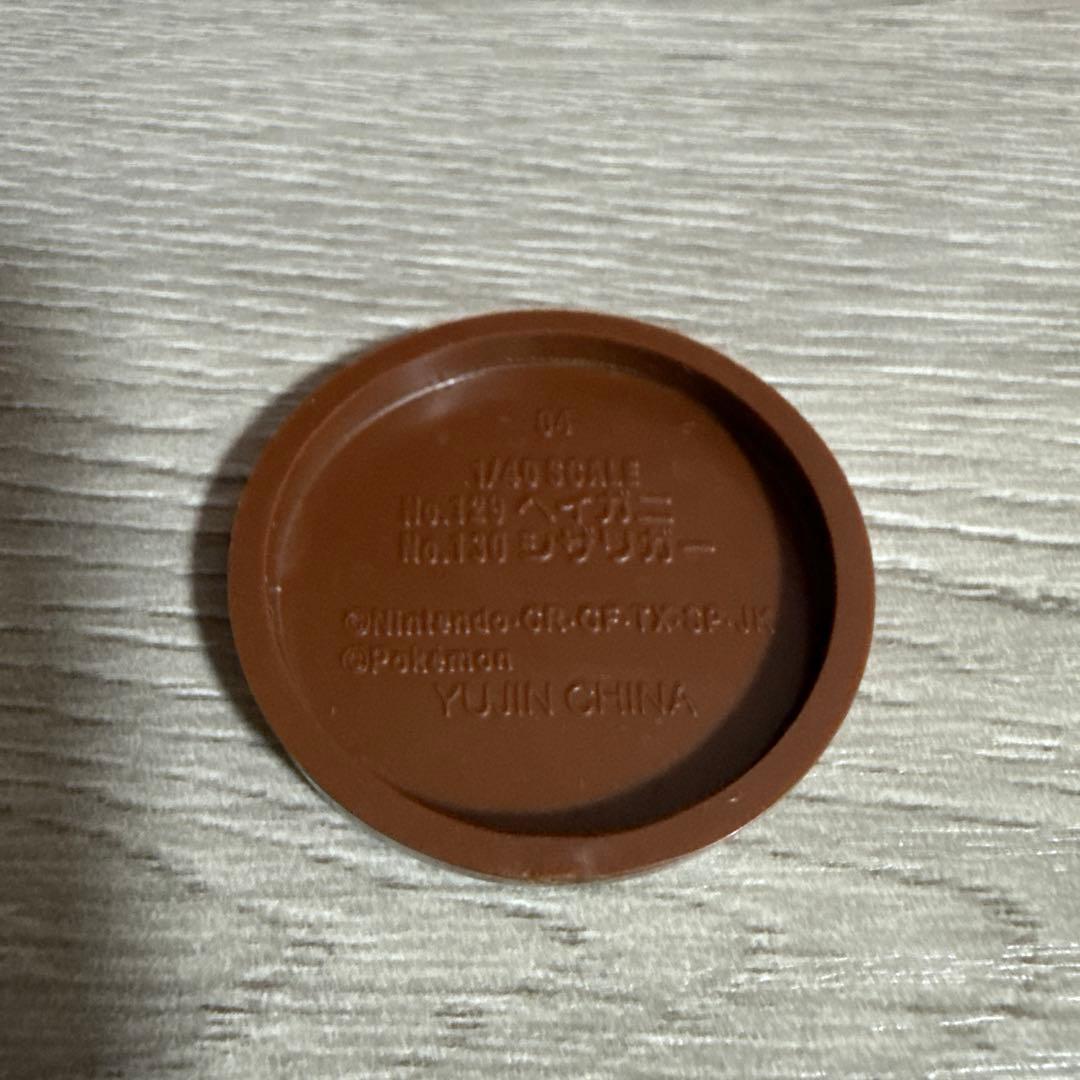 04
1/40 SCALE
No.129 ヘイガニ
No.130 シザリガー
©Nintendo·CR·GF·TX·SP·JK
©Pokémon
YUJIN CHINA